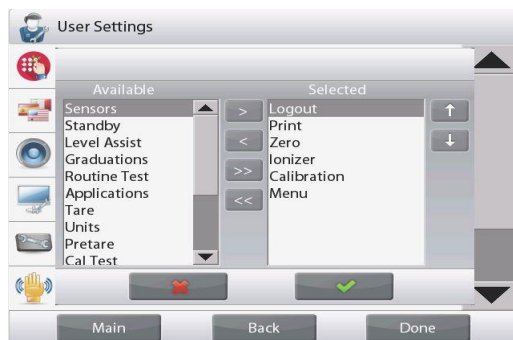 User Settings
Available
Selected
Sensors
Standby
Level Assist
Graduations
Routine Test
Applications
Tare
Units
Pretare
Cal Test
>
<
>>
<<
Logout
Print
Zero
Ionizer
Calibration
Menu
↑
↓
Main
Back
Done